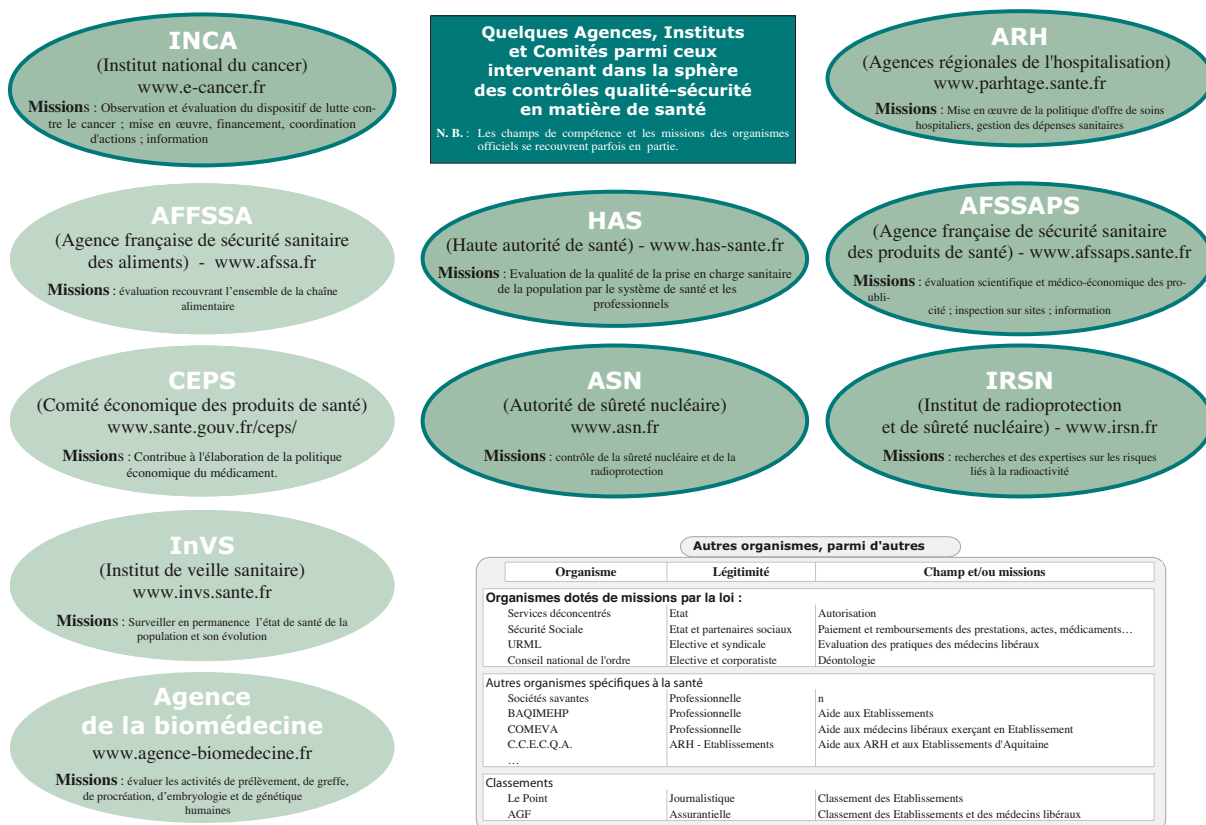 INCA
(Institut national du cancer)
www.e-cancer.fr
Missions : Observation et évaluation du dispositif de lutte con-
tre le cancer ; mise en œuvre, financement, coordination
d'actions ; information
Quelques Agences, Instituts
et Comités parmi ceux
intervenant dans la sphère
des contrôles qualité-sécurité
en matière de santé
N. B. : Les champs de compétence et les missions des organismes
officiels se recouvrent parfois en partie.
ARH
(Agences régionales de l'hospitalisation)
www.parhtage.sante.fr
Missions : Mise en œuvre de la politique d'offre de soins
hospitaliers, gestion des dépenses sanitaires
AFFSSA
(Agence française de sécurité sanitaire
des aliments) - www.afssa.fr
Missions : évaluation recouvrant l'ensemble de la chaîne
alimentaire
HAS
(Haute autorité de santé) - www.has-sante.fr
Missions : Evaluation de la qualité de la prise en charge sanitaire
de la population par le système de santé et les
professionnels
AFSSAPS
(Agence française de sécurité sanitaire
des produits de santé) - www.afssaps.sante.fr
Missions : évaluation scientifique et médico-économique des pro-
ubli-
cité ; inspection sur sites ; information
CEPS
(Comité économique des produits de santé)
www.sante.gouv.fr/ceps/
Missions : Contribue à l'élaboration de la politique
économique du médicament.
ASN
(Autorité de sûreté nucléaire)
www.asn.fr
Missions : contrôle de la sûreté nucléaire et de la
radioprotection
IRSN
(Institut de radioprotection
et de sûreté nucléaire) - www.irsn.fr
Missions : recherches et des expertises sur les risques
liés à la radioactivité
InVS
(Institut de veille sanitaire)
www.invs.sante.fr
Missions : Surveiller en permanence l'état de santé de la
population et son évolution
Agence
de la biomédecine
www.agence-biomedecine.fr
Missions : évaluer les activités de prélèvement, de greffe,
de procréation, d'embryologie et de génétique
humaines
Autres organismes, parmi d'autres
Organisme Légitimité Champ et/ou missions
Organismes dotés de missions par la loi :
Services déconcentrés Etat Autorisation
Sécurité Sociale Etat et partenaires sociaux Paiement et remboursements des prestations, actes, médicaments…
URML Elective et syndicale Evaluation des pratiques des médecins libéraux
Conseil national de l'ordre Elective et corporatiste Déontologie
Autres organismes spécifiques à la santé
Sociétés savantes Professionnelle n
BAQIMEHP Professionnelle Aide aux Etablissements
COMEVA Professionnelle Aide aux médecins libéraux exerçant en Etablissement
C.C.E.C.Q.A. ARH - Etablissements Aide aux ARH et aux Etablissements d'Aquitaine
…
Classements
Le Point Journalistique Classement des Etablissements
AGF Assurantielle Classement des Etablissements et des médecins libéraux